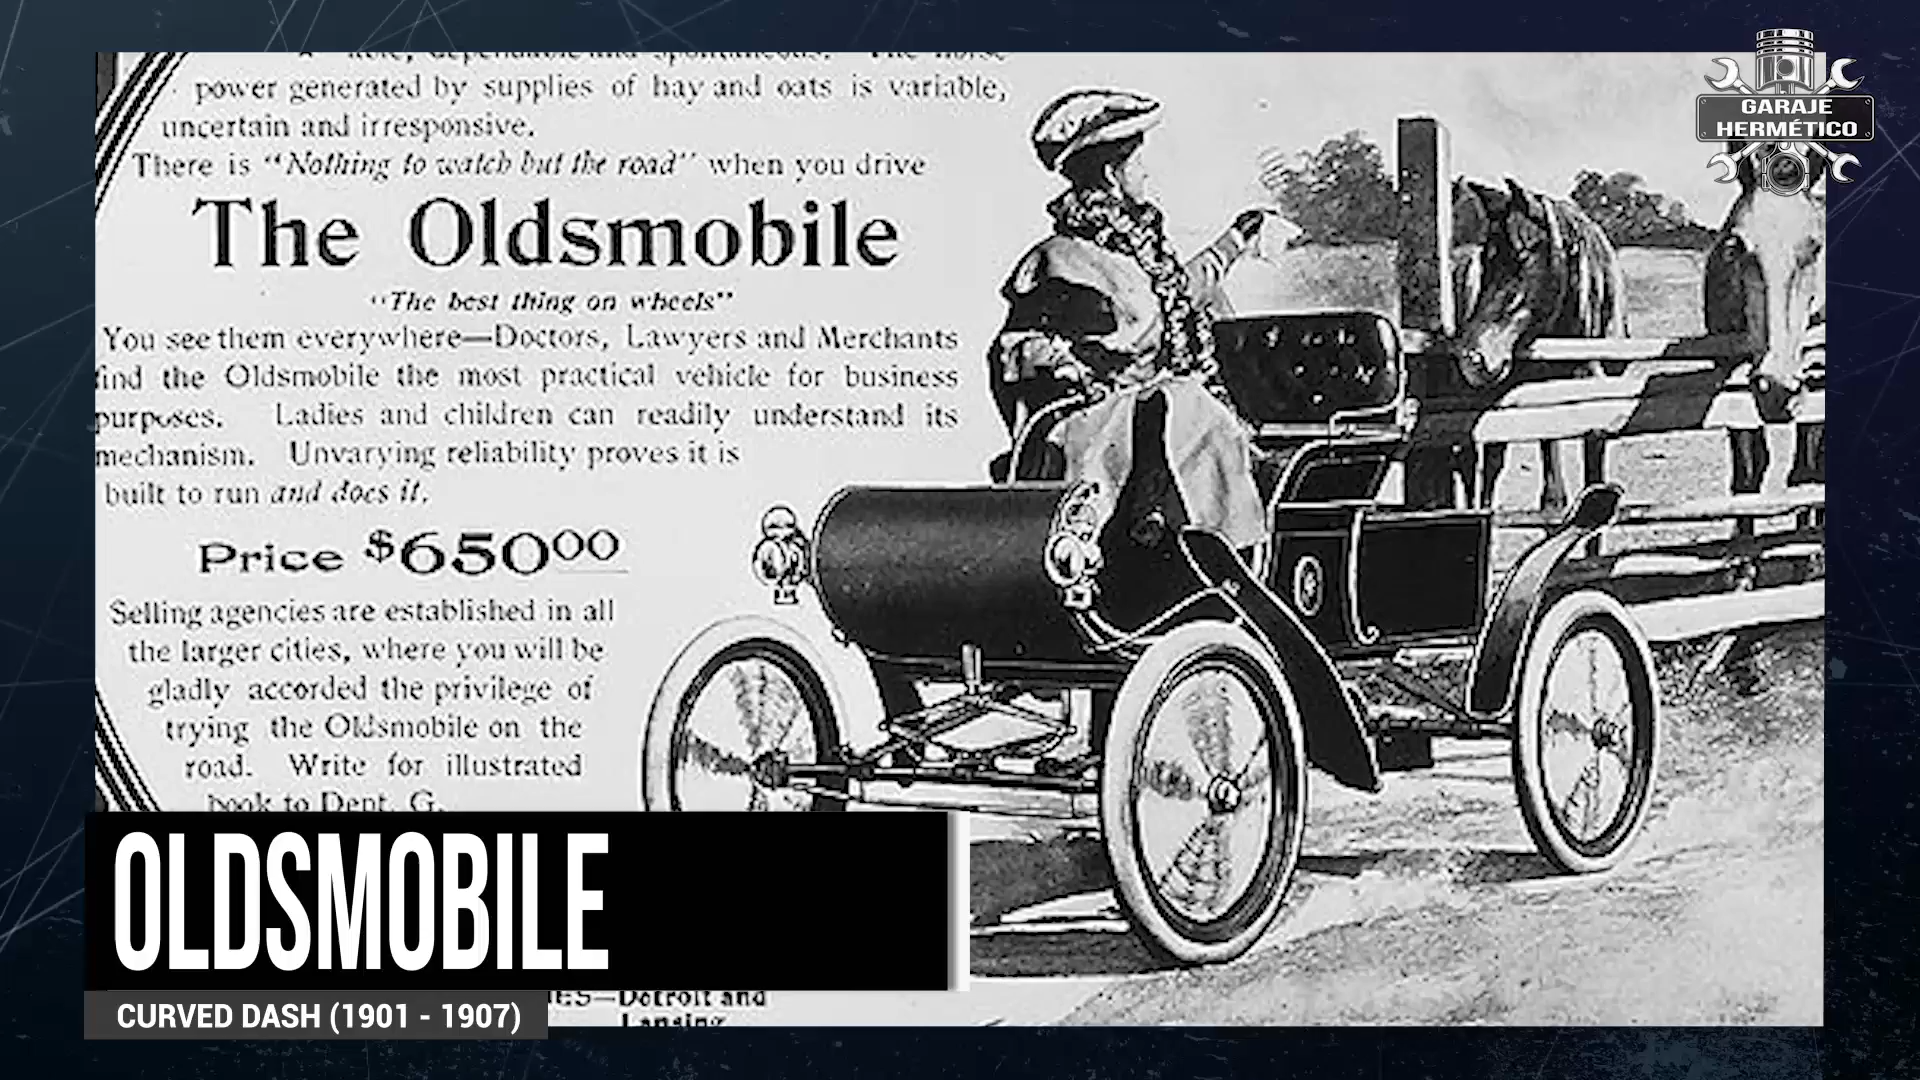 power generated by supplies of hay and oats is variable,
uncertain and irresponsive.
There is "Nothing to watch but the road" when you drive
The Oldsmobile
"The best thing on wheels"
You see them everywhere—Doctors, Lawyers and Merchants
find the Oldsmobile the most practical vehicle for business
purposes. Ladies and children can readily understand its
mechanism. Unvarying reliability proves it is
built to run and does it.
Price $65000
Selling agencies are established in all
the larger cities, where you will be
gladly accorded the privilege of
trying the Oldsmobile on the
road. Write for illustrated
book to Dept. G.
Detroit and
Lansing
OLDSMOBILE
CURVED DASH (1901 - 1907)
GARAJE
HERMÉTICO